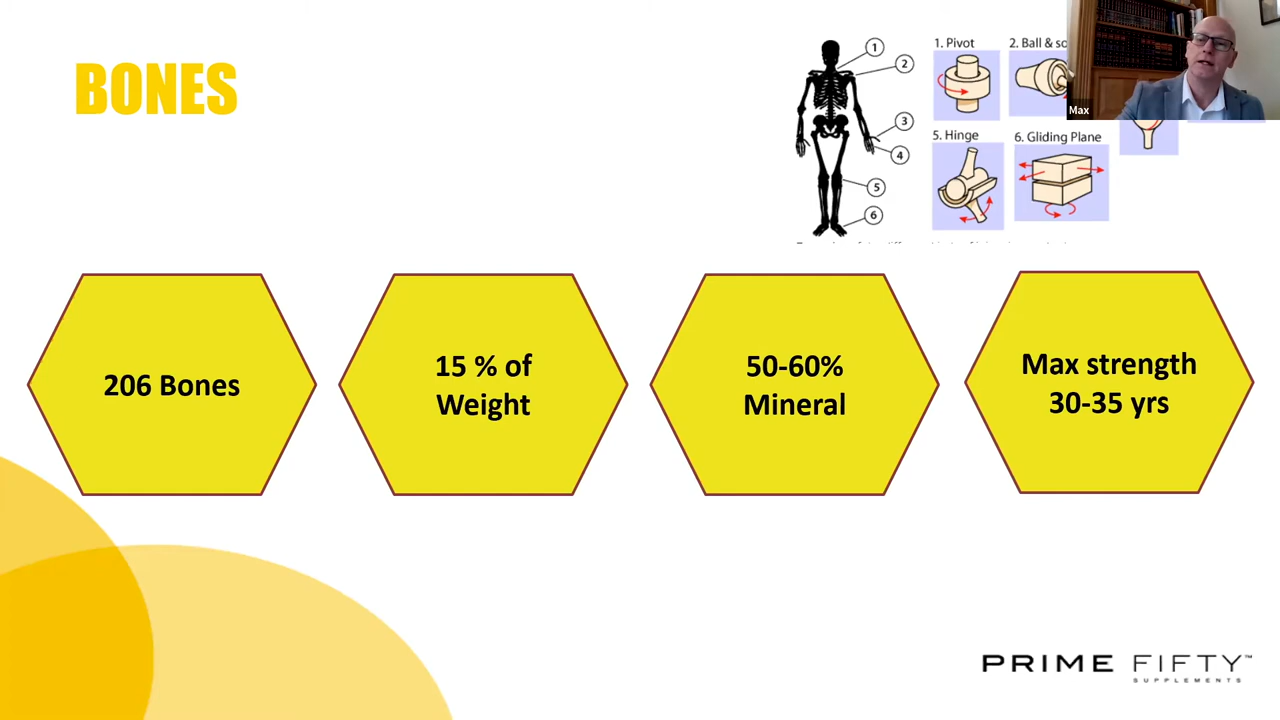 BONES
1
2
3
4
5
6
1. Pivot
2. Ball & so
5. Hinge
6. Gliding Plane
Max
206 Bones
15 % of
Weight
50-60%
Mineral
Max strength
30-35 yrs
PRIME FIFTY™
SUPPLEMENTS